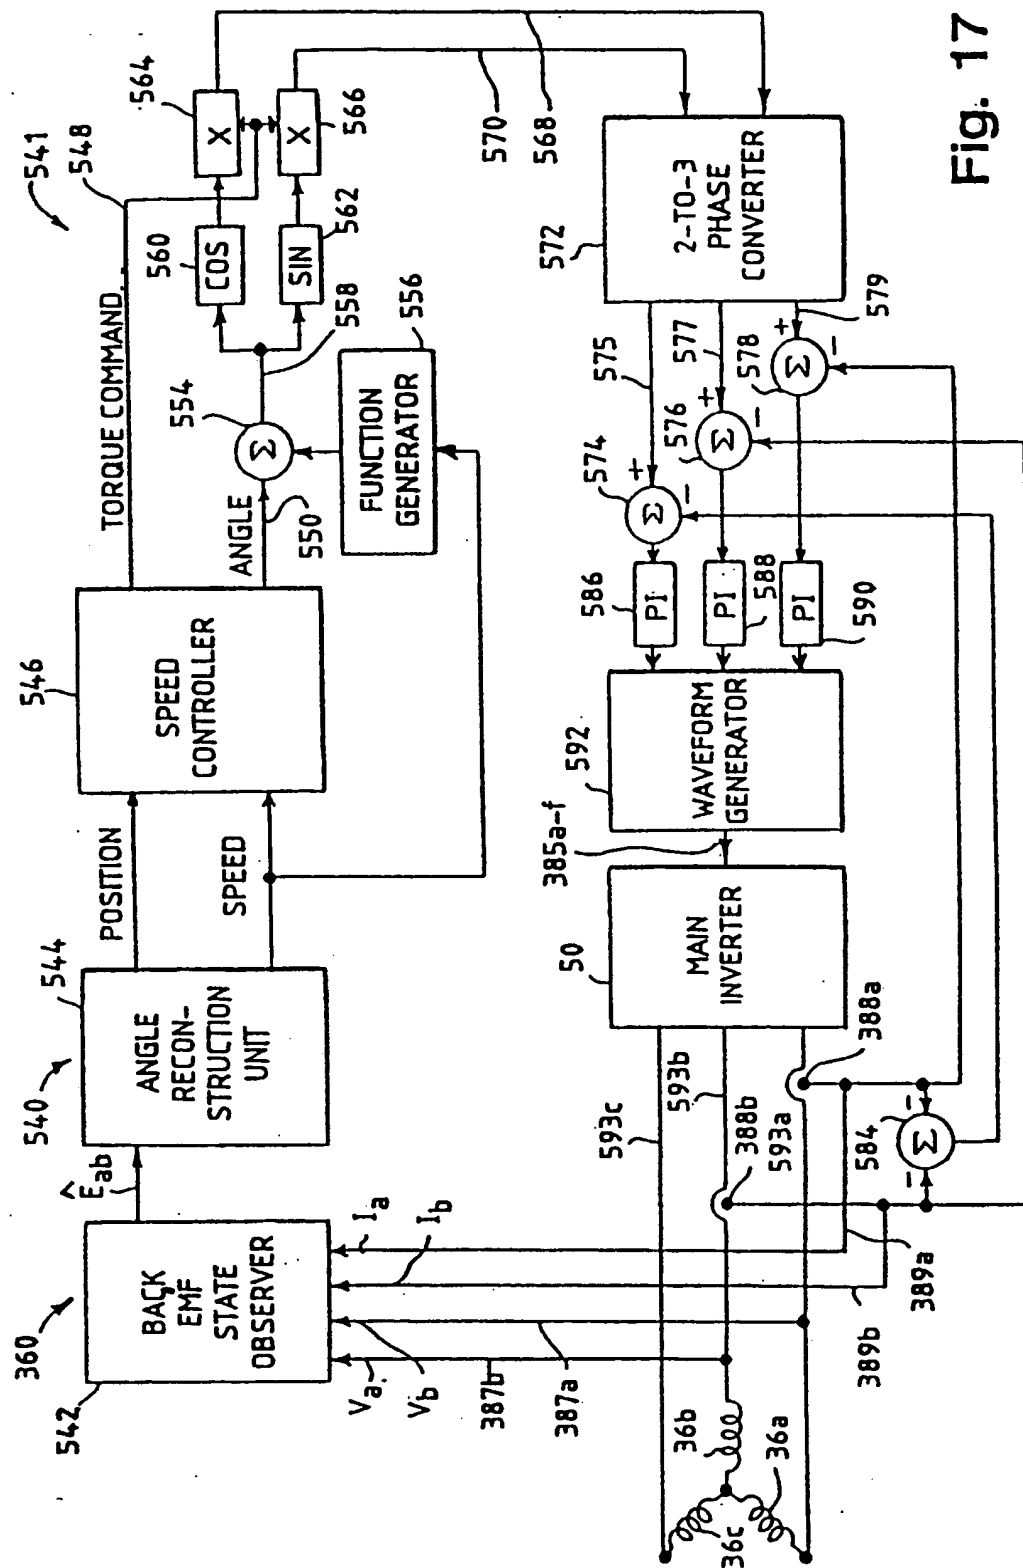 541
548
564
X
X
566
TORQUE COMMAND
560
COS
SIN
562
558
554
Σ
556
FUNCTION
GENERATOR
ANGLE
550
546
SPEED
CONTROLLER
POSITION
SPEED
540
544
ANGLE
RECON-
STRUCTION
UNIT
Êab
360
542
BACK
EMF
STATE
OBSERVER
Va
Vb
Ia
Ib
387b
387a
389b
389a
570
568
572
2-TO-3
PHASE
CONVERTER
575
577
579
574
Σ
+
-
576
Σ
+
-
578
Σ
+
-
586
PI
PI
588
PI
590
592
WAVEFORM
GENERATOR
385a-f
50
MAIN
INVERTER
593c
593b
593a
388b
388a
584
Σ
-
-
36b
36a
36c
Fig. 17